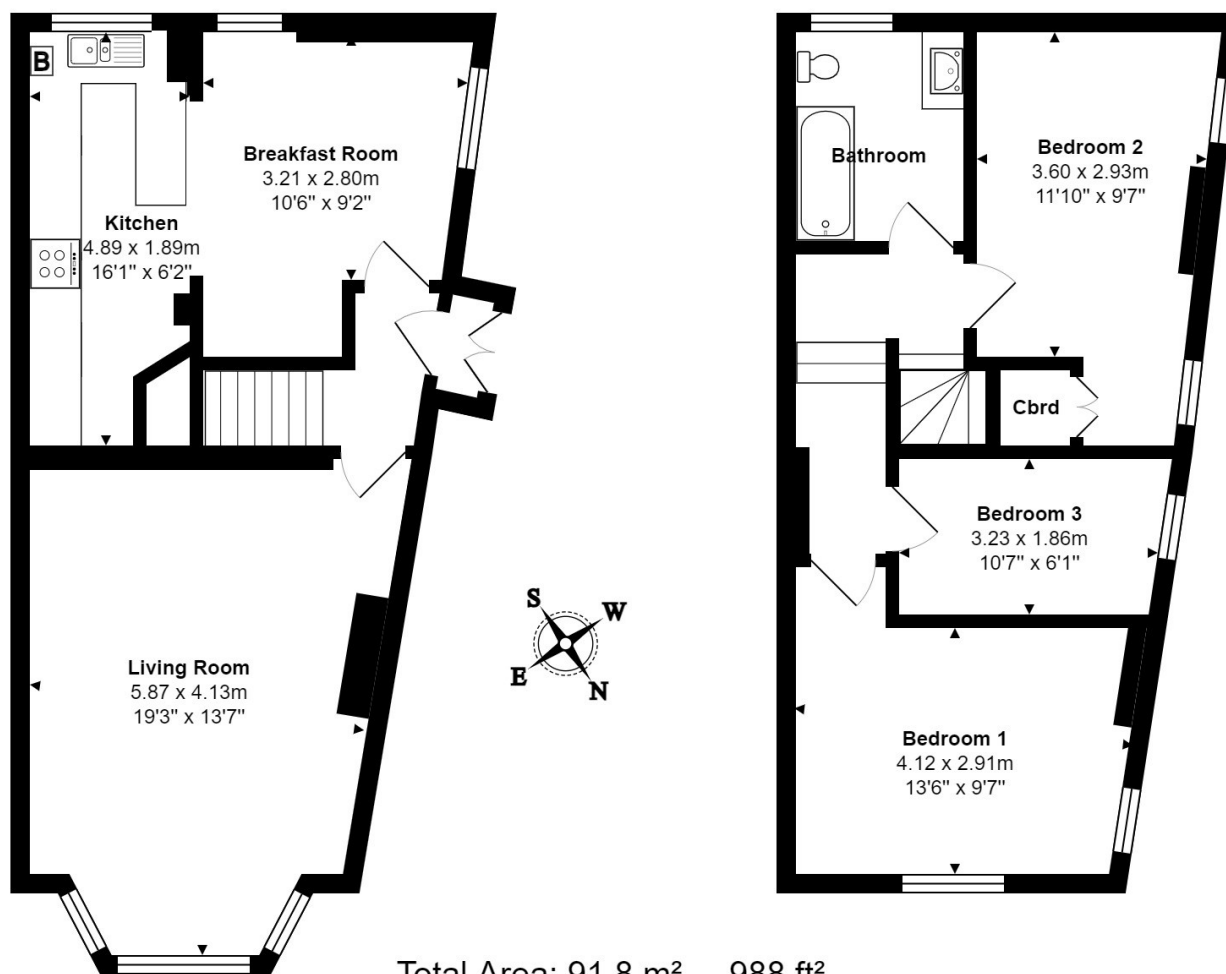 B
Kitchen
4.89 x 1.89m
16'1" x 6'2"
Breakfast Room
3.21 x 2.80m
10'6" x 9'2"
Living Room
5.87 x 4.13m
19'3" x 13'7"
S
W
E
N
Bathroom
Bedroom 2
3.60 x 2.93m
11'10" x 9'7"
Cbrd
Bedroom 3
3.23 x 1.86m
10'7" x 6'1"
Bedroom 1
4.12 x 2.91m
13'6" x 9'7"
Total Area: 91.8 m² ... 988 ft²